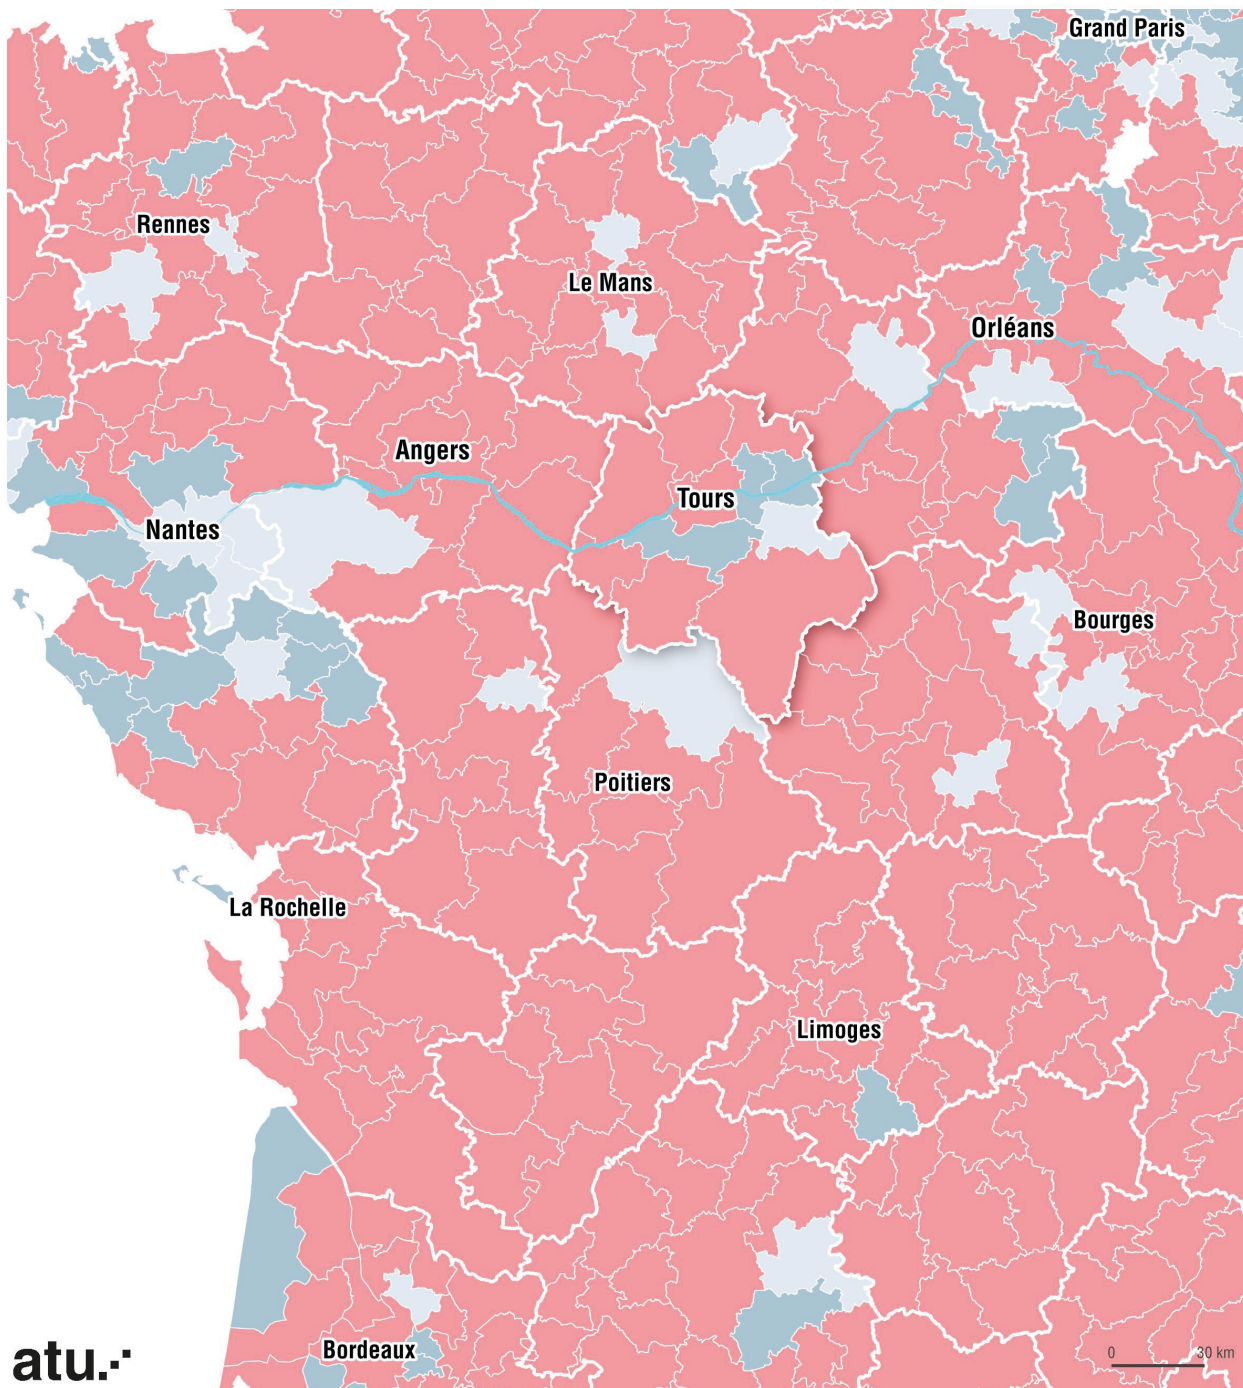 Grand Paris
Rennes
Le Mans
Orléans
Angers
Tours
Nantes
Bourges
Poitiers
La Rochelle
Limoges
Bordeaux
0 30 km
atu.